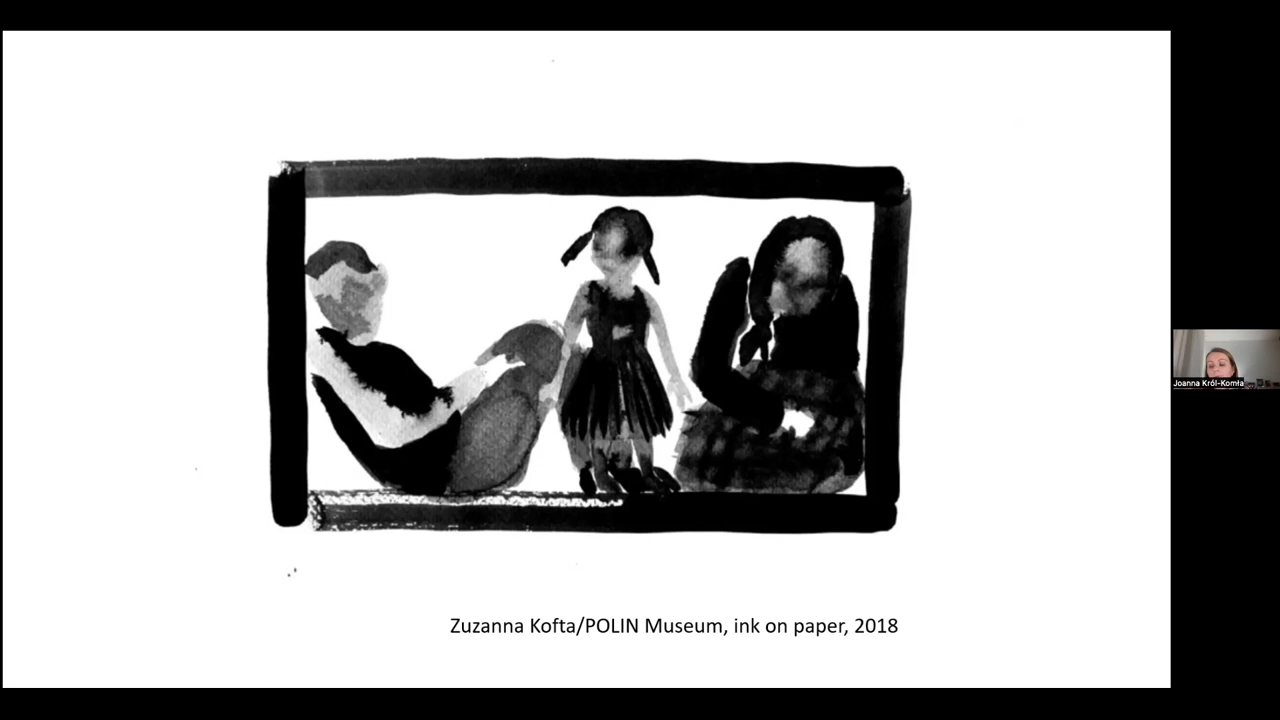 Zuzanna Kofta/POLIN Museum, ink on paper, 2018
Joanna Król-Komła